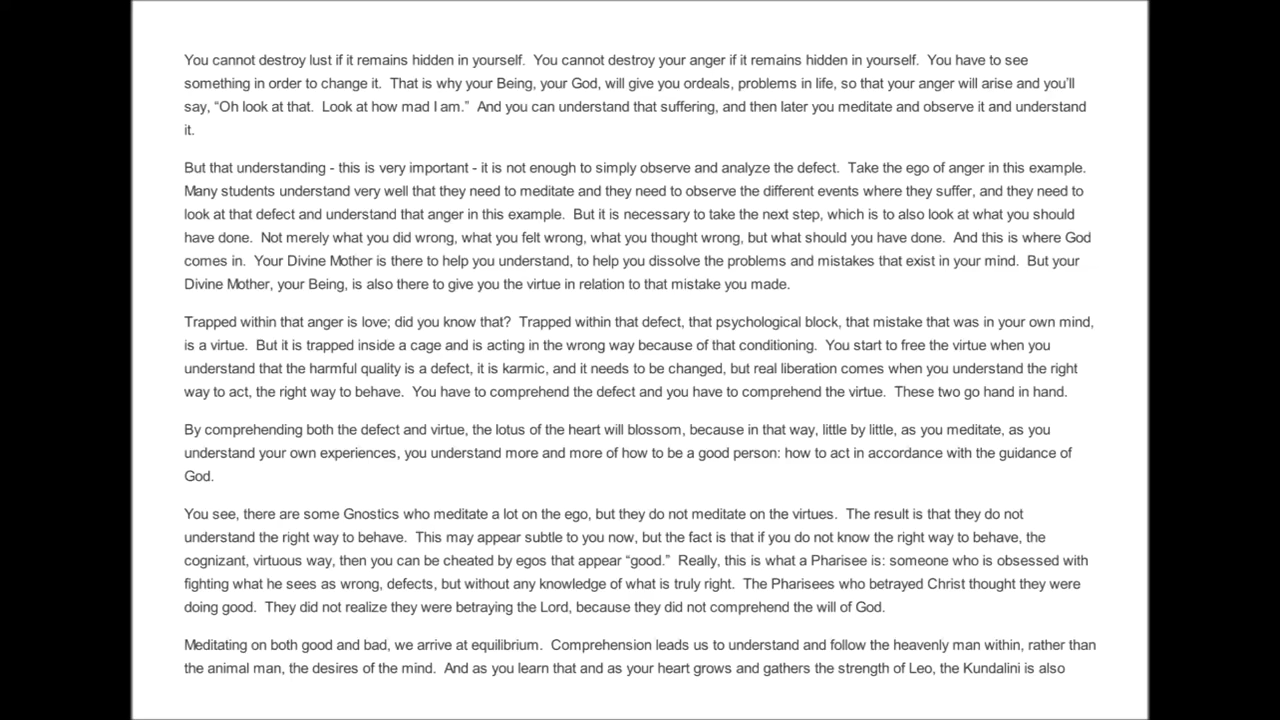 You cannot destroy lust if it remains hidden in yourself.  You cannot destroy your anger if it remains hidden in yourself.  You have to see
something in order to change it.  That is why your Being, your God, will give you ordeals, problems in life, so that your anger will arise and you’ll
say, “Oh look at that.  Look at how mad I am.”  And you can understand that suffering, and then later you meditate and observe it and understand
it.
But that understanding - this is very important - it is not enough to simply observe and analyze the defect.  Take the ego of anger in this example.
Many students understand very well that they need to meditate and they need to observe the different events where they suffer, and they need to
look at that defect and understand that anger in this example.  But it is necessary to take the next step, which is to also look at what you should
have done.  Not merely what you did wrong, what you felt wrong, what you thought wrong, but what should you have done.  And this is where God
comes in.  Your Divine Mother is there to help you understand, to help you dissolve the problems and mistakes that exist in your mind.  But your
Divine Mother, your Being, is also there to give you the virtue in relation to that mistake you made.
Trapped within that anger is love; did you know that?  Trapped within that defect, that psychological block, that mistake that was in your own mind,
is a virtue.  But it is trapped inside a cage and is acting in the wrong way because of that conditioning.  You start to free the virtue when you
understand that the harmful quality is a defect, it is karmic, and it needs to be changed, but real liberation comes when you understand the right
way to act, the right way to behave.  You have to comprehend the defect and you have to comprehend the virtue.  These two go hand in hand.
By comprehending both the defect and virtue, the lotus of the heart will blossom, because in that way, little by little, as you meditate, as you
understand your own experiences, you understand more and more of how to be a good person: how to act in accordance with the guidance of
God.
You see, there are some Gnostics who meditate a lot on the ego, but they do not meditate on the virtues.  The result is that they do not
understand the right way to behave.  This may appear subtle to you now, but the fact is that if you do not know the right way to behave, the
cognizant, virtuous way, then you can be cheated by egos that appear “good.”  Really, this is what a Pharisee is: someone who is obsessed with
fighting what he sees as wrong, defects, but without any knowledge of what is truly right.  The Pharisees who betrayed Christ thought they were
doing good.  They did not realize they were betraying the Lord, because they did not comprehend the will of God.
Meditating on both good and bad, we arrive at equilibrium.  Comprehension leads us to understand and follow the heavenly man within, rather than
the animal man, the desires of the mind.  And as you learn that and as your heart grows and gathers the strength of Leo, the Kundalini is also